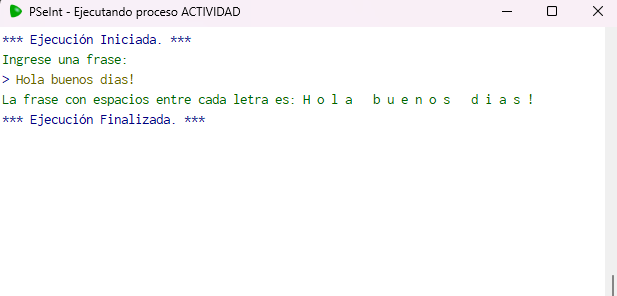 PSeInt - Ejecutando proceso ACTIVIDAD
*** Ejecución Iniciada. ***
Ingrese una frase:
> Hola buenos dias!
La frase con espacios entre cada letra es: H o l a   b u e n o s   d i a s !
*** Ejecución Finalizada. ***